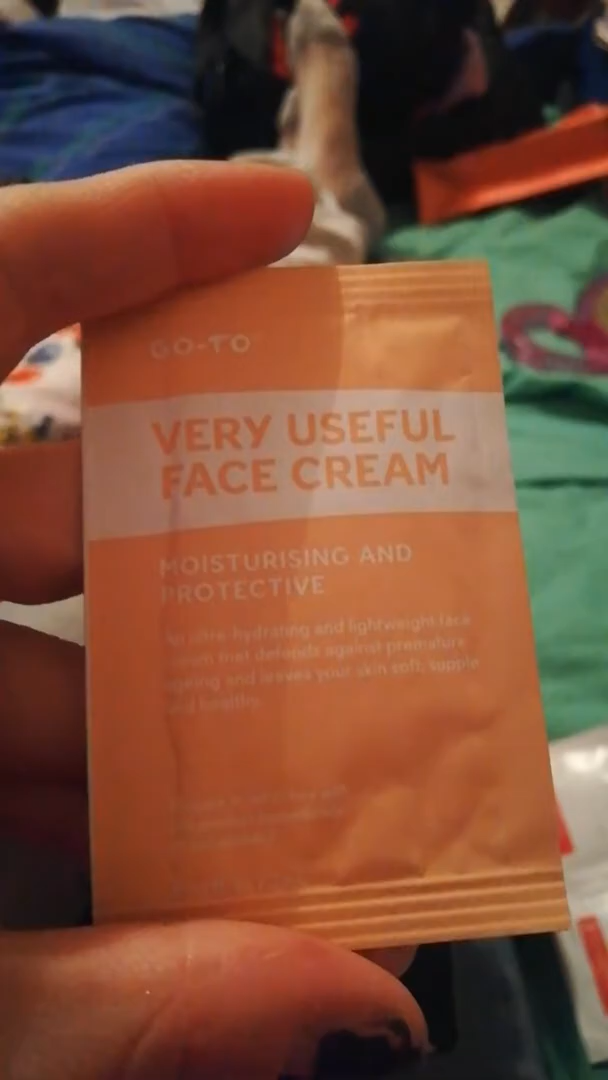 GO-TO
VERY USEFUL
FACE CREAM
MOISTURISING AND
PROTECTIVE
An ultra-hydrating and lightweight face
cream that defends against premature
ageing and leaves your skin soft, supple
and healthy.